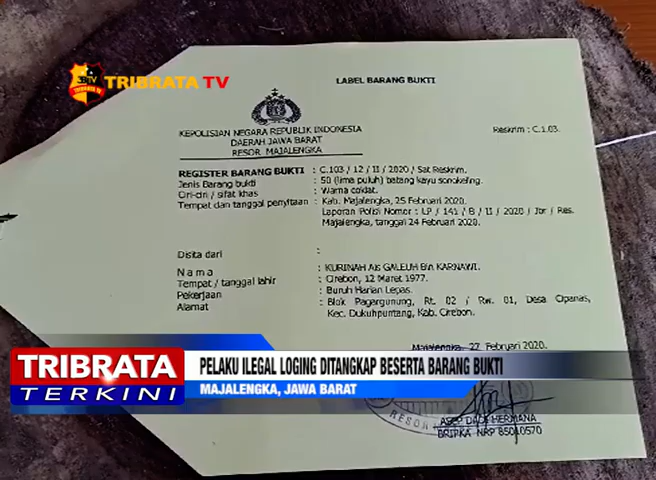 TRIBRATA TV
LABEL BARANG BUKTI
KEPOLISIAN NEGARA REPUBLIK INDONESIA
DAERAH JAWA BARAT
RESOR MAJALENGKA
Reskrim : C.1.03.
REGISTER BARANG BUKTI : C.103 / 12 / II / 2020 / Sat Reskrim.
Jenis Barang bukti : 50 (lima puluh) batang kayu sonokeling.
Ciri-ciri / sifat khas : Warna coklat.
Tempat dan tanggal penyitaan : Kab. Majalengka, 25 Februari 2020.
Laporan Polisi Nomor : LP / 141 / B / II / 2020 / Jbr / Res.
Majalengka, tanggal 24 Februari 2020.
Disita dari :
N a m a : KURINAH Als GALEUH Bin KARNAWI.
Tempat / tanggal lahir : Cirebon, 12 Maret 1977.
Pekerjaan : Buruh Harian Lepas.
Alamat : Blok Pagargunung, Rt. 02 / Rw. 01, Desa Cipanas,
Kec. Dukuhpuntang, Kab. Cirebon.
Majalengka, 27 Februari 2020.
TRIBRATA
TERKINI
PELAKU ILEGAL LOGING DITANGKAP BESERTA BARANG BUKTI
MAJALENGKA, JAWA BARAT
RESOR
HERMANA
BRIPKA NRP 85040570